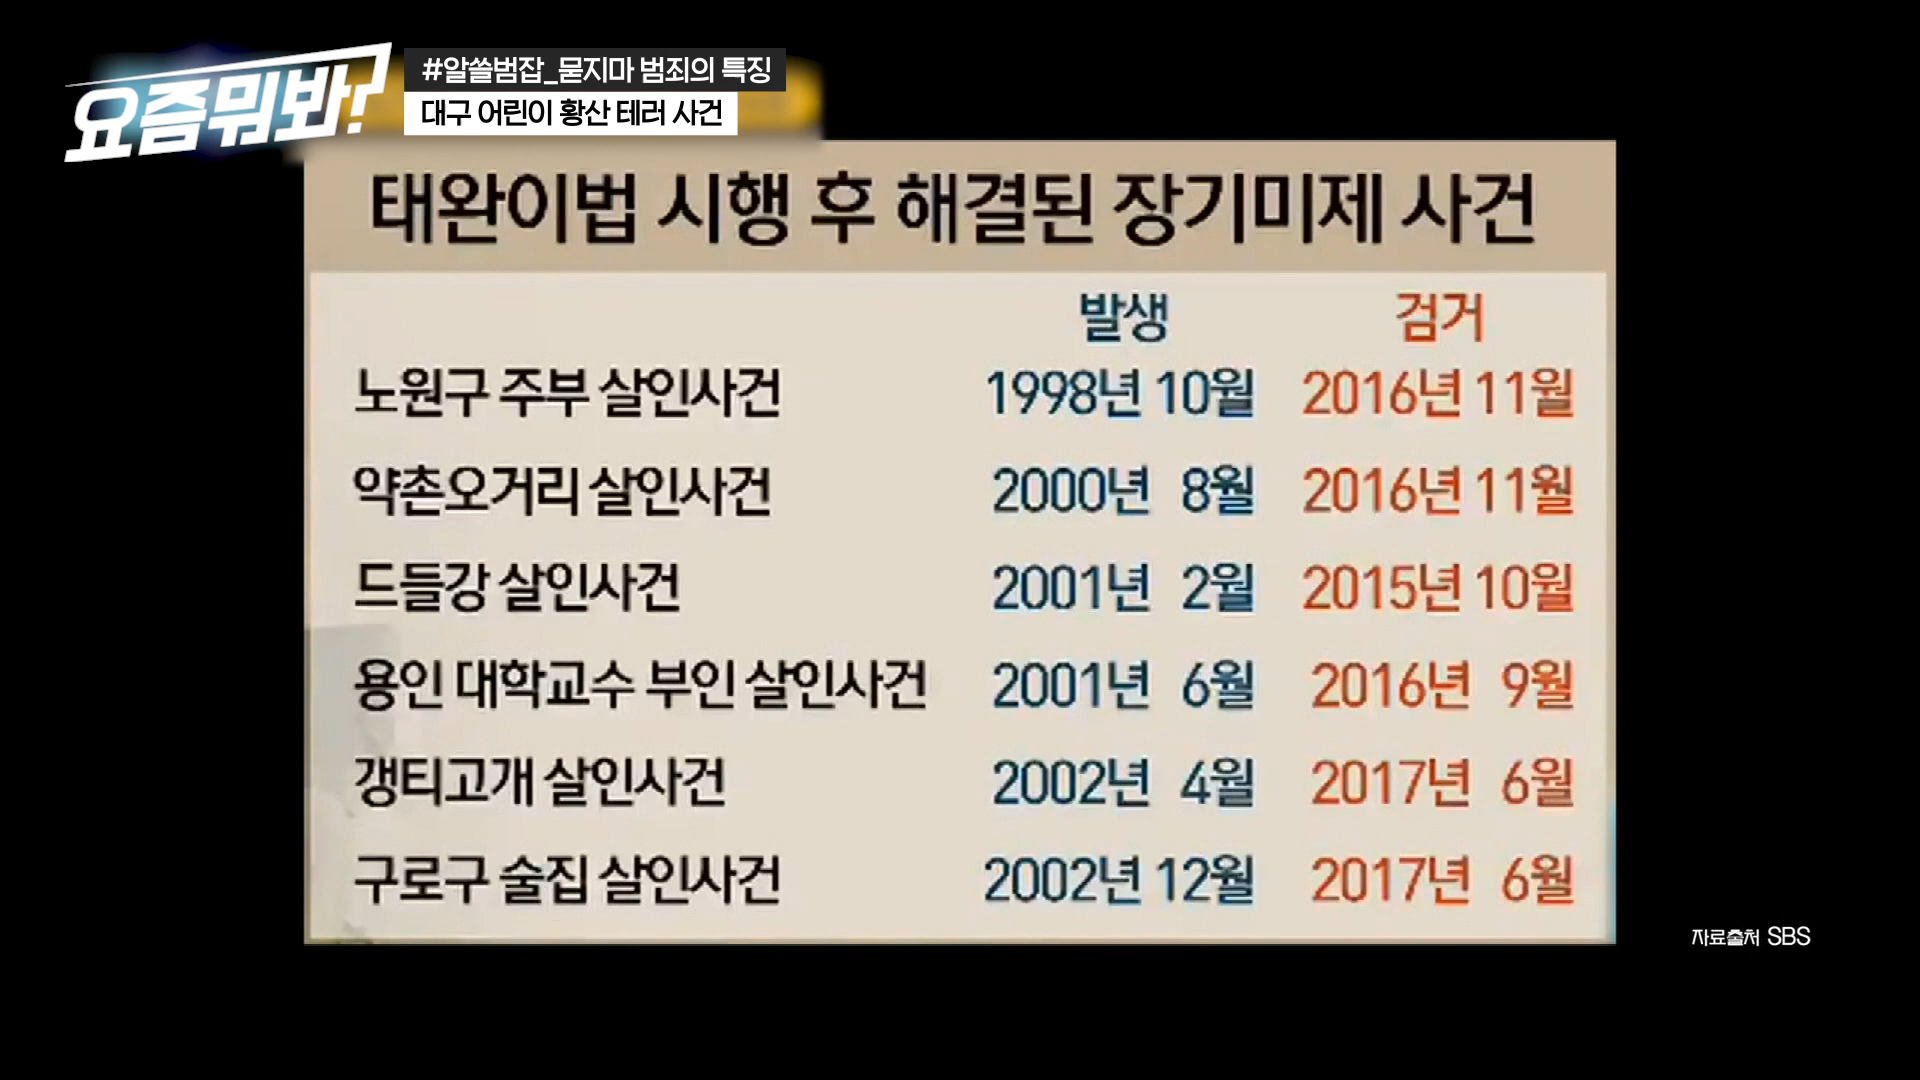 요즘뭐봐?
#알쓸범잡_묻지마 범죄의 특징
대구 어린이 황산 테러 사건
태완이법 시행 후 해결된 장기미제 사건
발생 검거
노원구 주부 살인사건 1998년 10월 2016년 11월
약촌오거리 살인사건 2000년 8월 2016년 11월
드들강 살인사건 2001년 2월 2015년 10월
용인 대학교수 부인 살인사건 2001년 6월 2016년 9월
갱티고개 살인사건 2002년 4월 2017년 6월
구로구 술집 살인사건 2002년 12월 2017년 6월
자료출처 SBS